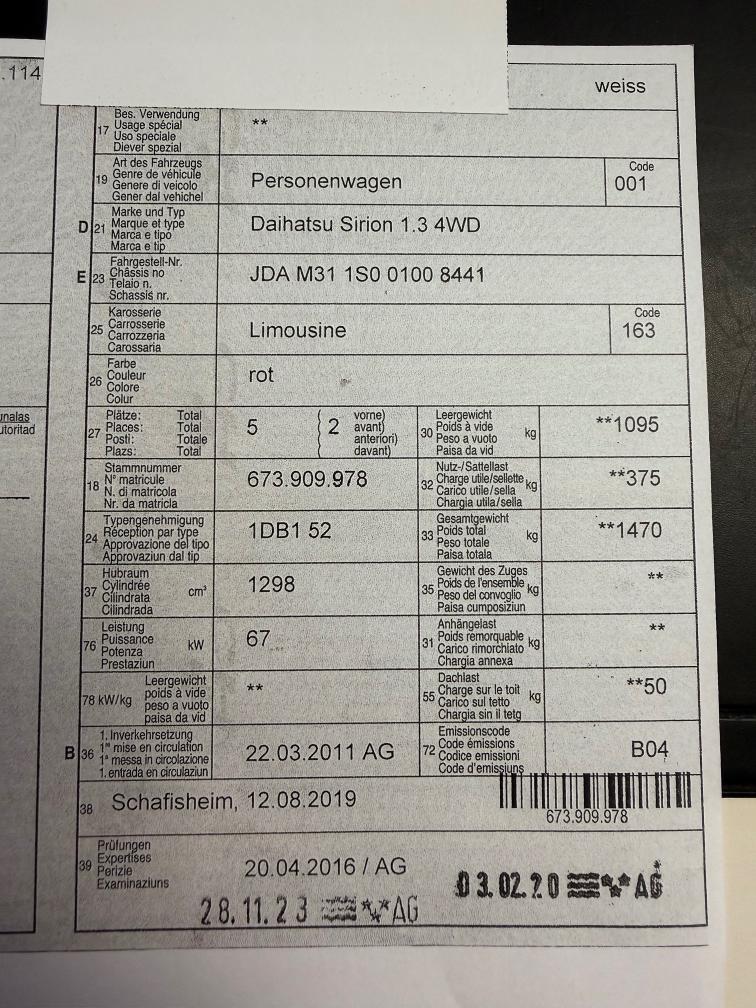 .114
weiss
17 Bes. Verwendung
Usage spécial
Uso speciale
Diever spezial
**
19 Art des Fahrzeugs
Genre de véhicule
Genere di veicolo
Gener dal vehichel
Personenwagen
Code
001
D 21 Marke und Typ
Marque et type
Marca e tipo
Marca e tip
Daihatsu Sirion 1.3 4WD
E 23 Fahrgestell-Nr.
Châssis no
Telaio n.
Schassis nr.
JDA M31 1S0 0100 8441
25 Karosserie
Carrosserie
Carrozzeria
Carossaria
Limousine
Code
163
26 Farbe
Couleur
Colore
Colur
rot
unalas
utoritad
27 Plätze: Total
Places: Total
Posti: Totale
Plazs: Total
5
2
vorne)
avant)
anteriori)
davant)
30 Leergewicht
Poids à vide
Peso a vuoto
Paisa da vid
kg
**1095
18 Stammnummer
N° matricule
N. di matricola
Nr. da matricla
673.909.978
32 Nutz-/Sattellast
Charge utile/sellette
Carico utile/sella
Chargia utila/sella
kg
**375
24 Typengenehmigung
Réception par type
Approvazione del tipo
Approvaziun dal tip
1DB1 52
33 Gesamtgewicht
Poids total
Peso totale
Paisa totala
kg
**1470
37 Hubraum
Cylindrée
Cilindrata
Cilindrada
cm³
1298
35 Gewicht des Zuges
Poids de l'ensemble
Peso del convoglio
Paisa cumposiziun
kg
**
76 Leistung
Puissance
Potenza
Prestaziun
kW
67
31 Anhängelast
Poids remorquable
Carico rimorchiato
Chargia annexa
kg
**
78 kW/kg
Leergewicht
poids à vide
peso a vuoto
paisa da vid
**
55 Dachlast
Charge sur le toit
Carico sul tetto
Chargia sin il tetg
kg
**50
B 36 1. Inverkehrsetzung
1re mise en circulation
1a messa in circolazione
1. entrada en circulaziun
22.03.2011 AG
72 Emissionscode
Code émissions
Codice emissioni
Code d'emissiuns
B04
38 Schafisheim, 12.08.2019
673.909.978
39 Prüfungen
Expertises
Perizie
Examinaziuns
20.04.2016 / AG
03.02.20 AG
28.11.23 AG